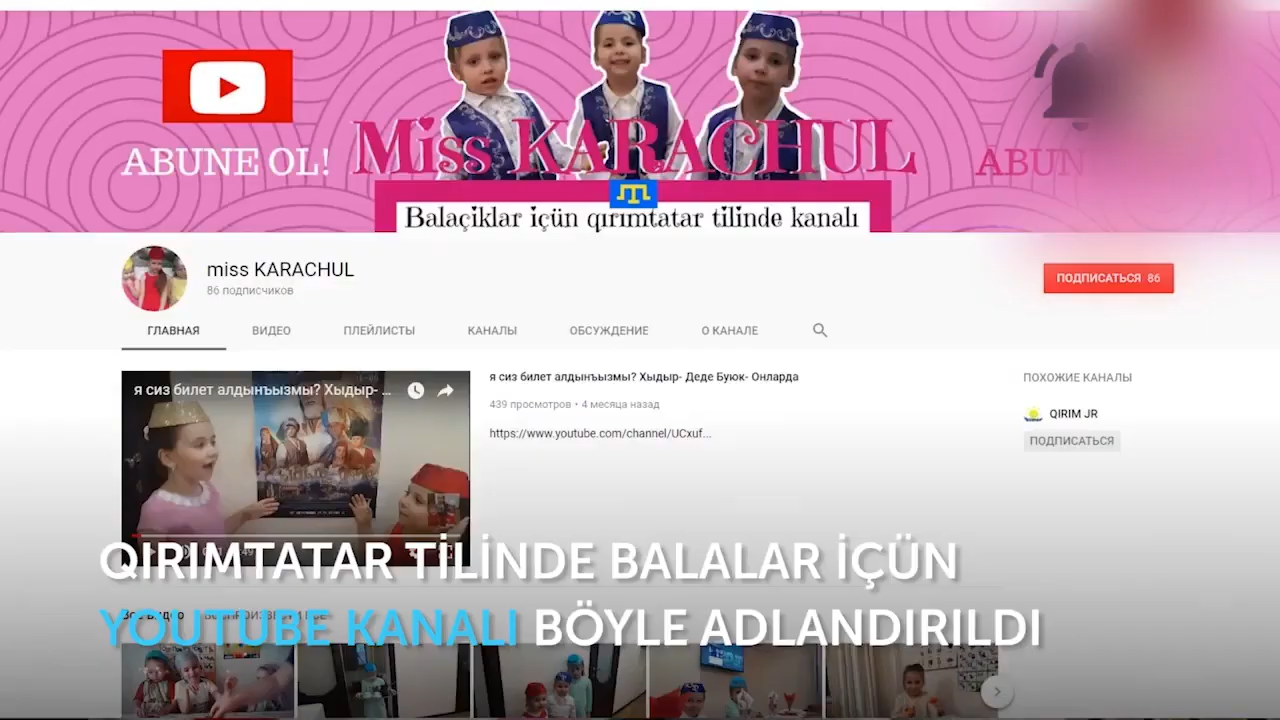 ABUNE OL!
Miss KARACHUL
ABUN
Balaçiklar içün qırımtatar tilinde kanalı
miss KARACHUL
86 подписчиков
ПОДПИСАТЬСЯ 86
ГЛАВНАЯ ВИДЕО ПЛЕЙЛИСТЫ КАНАЛЫ ОБСУЖДЕНИЕ О КАНАЛЕ
я сиз билет алдынъызмы? Хыдыр- ...
я сиз билет алдынъызмы? Хыдыр- Деде Буюк- Онларда
439 просмотров • 4 месяца назад
https://www.youtube.com/channel/UCxuf...
ПОХОЖИЕ КАНАЛЫ
QIRIM JR
ПОДПИСАТЬСЯ
QIRIMTATAR TİLİNDE BALALAR İÇÜN
YOUTUBE KANALI BÖYLE ADLANDIRILDI